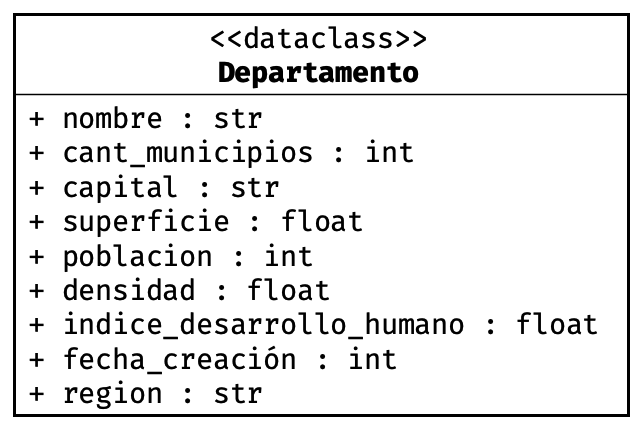 <<dataclass>>
Departamento
+ nombre : str
+ cant_municipios : int
+ capital : str
+ superficie : float
+ poblacion : int
+ densidad : float
+ indice_desarrollo_humano : float
+ fecha_creación : int
+ region : str